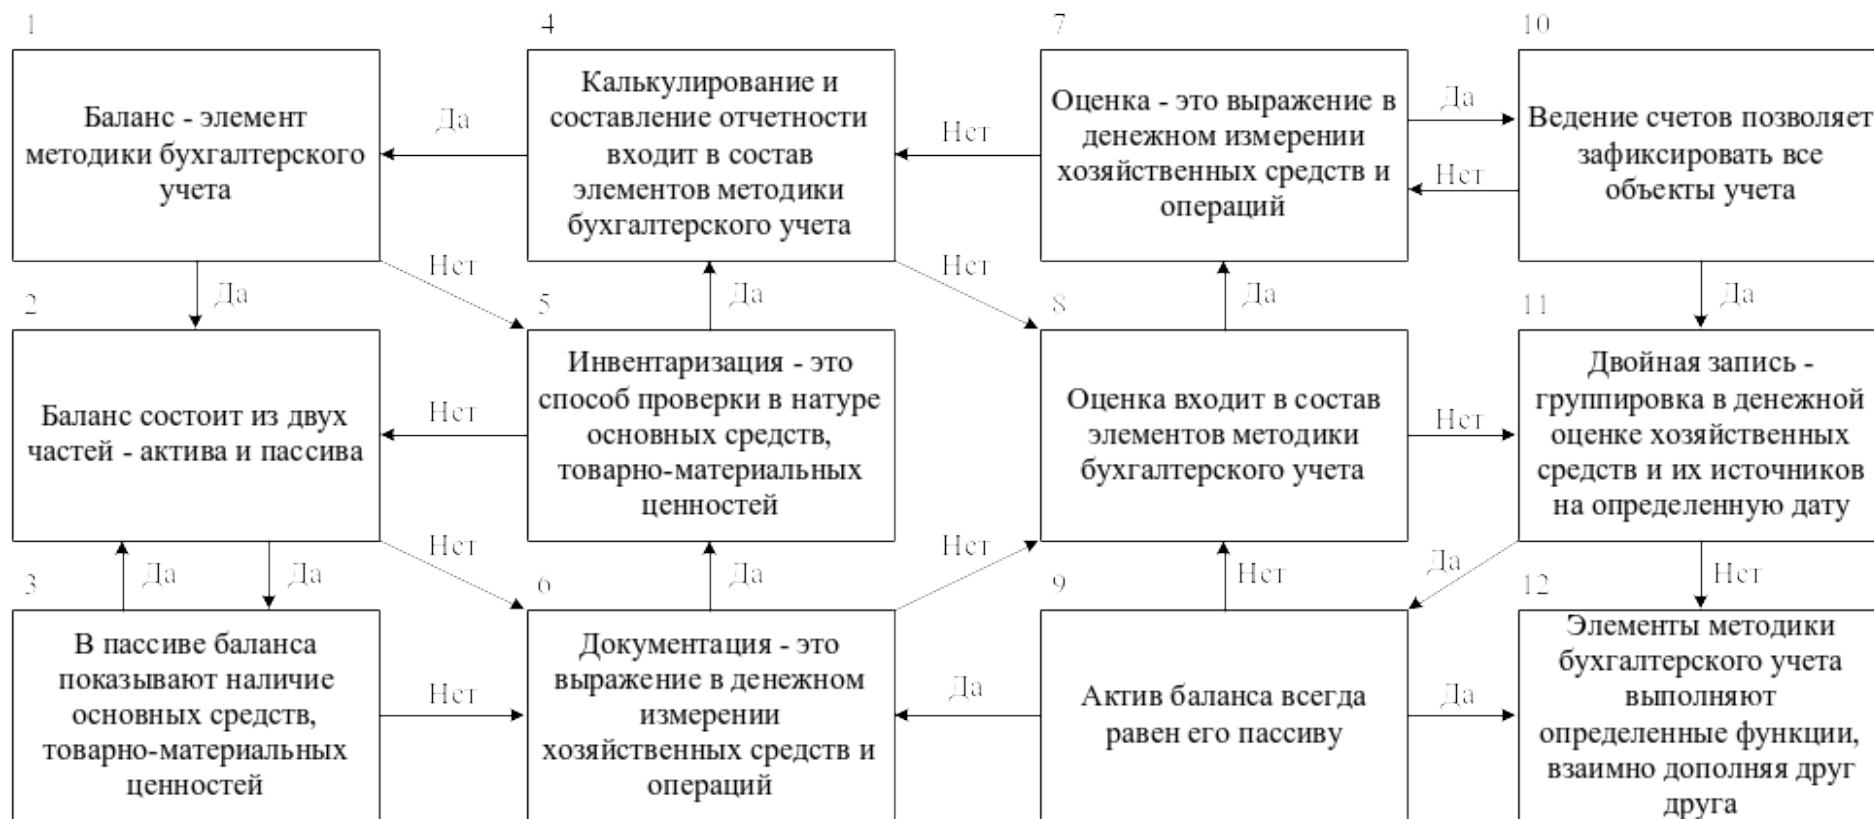 1
Баланс - элемент
методики бухгалтерского
учета
Да
Нет
2
Баланс состоит из двух
частей - актива и пассива
Да
Да
Нет
3
В пассиве баланса
показывают наличие
основных средств,
товарно-материальных
ценностей
Нет
4
Калькулирование и
составление отчетности
входит в состав
элементов методики
бухгалтерского учета
Да
Нет
Да
5
Инвентаризация - это
способ проверки в натуре
основных средств,
товарно-материальных
ценностей
Нет
Да
Нет
6
Документация - это
выражение в денежном
измерении
хозяйственных средств и
операций
7
Оценка - это выражение в
денежном измерении
хозяйственных средств и
операций
Нет
Да
Нет
Да
8
Оценка входит в состав
элементов методики
бухгалтерского учета
Нет
Нет
9
Актив баланса всегда
равен его пассиву
Да
Да
10
Ведение счетов позволяет
зафиксировать все
объекты учета
Да
11
Двойная запись -
группировка в денежной
оценке хозяйственных
средств и их источников
на определенную дату
Да
Нет
12
Элементы методики
бухгалтерского учета
выполняют
определенные функции,
взаимно дополняя друг
друга